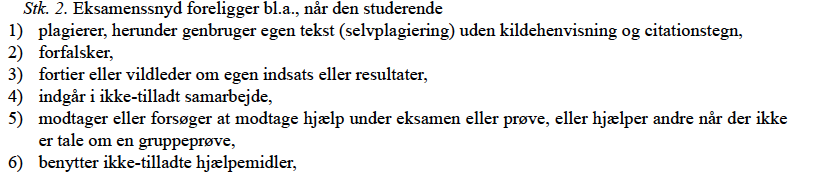 Stk. 2. Eksamenssnyd foreligger bl.a., når den studerende
1) plagierer, herunder genbruger egen tekst (selvplagiering) uden kildehenvisning og citationstegn,
2) forfalsker,
3) fortier eller vildleder om egen indsats eller resultater,
4) indgår i ikke-tilladt samarbejde,
5) modtager eller forsøger at modtage hjælp under eksamen eller prøve, eller hjælper andre når der ikke
er tale om en gruppeprøve,
6) benytter ikke-tilladte hjælpemidler,